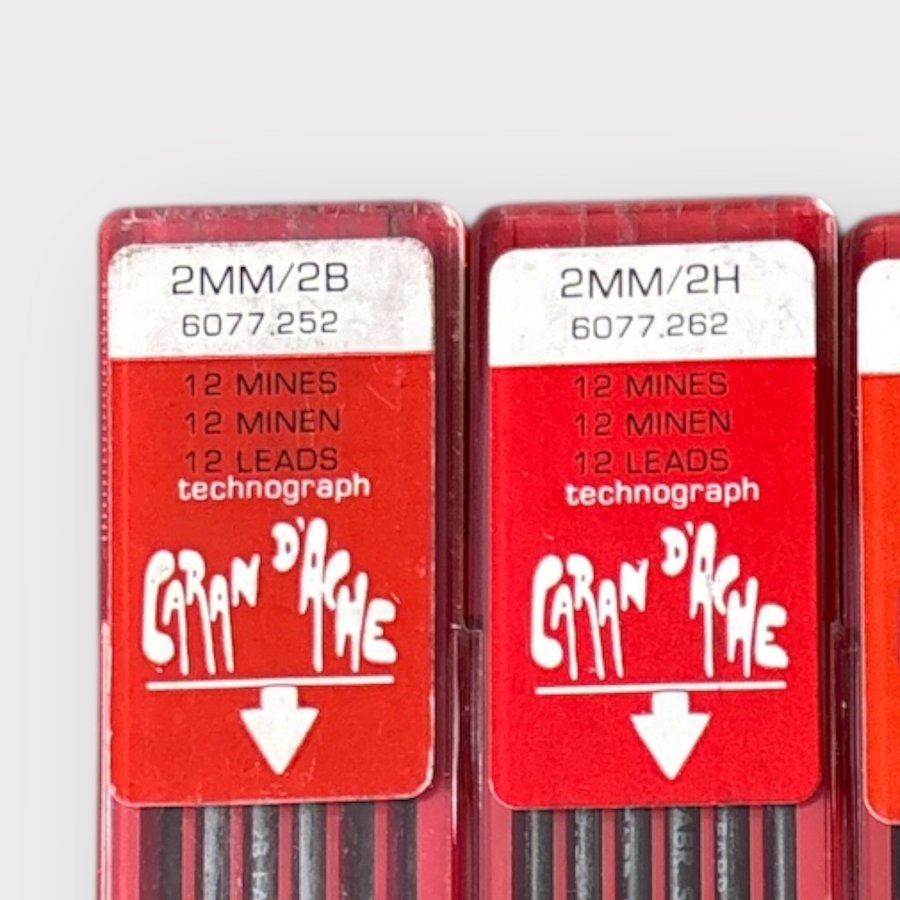 2MM/2B
6077.252
12 MINES
12 MINEN
12 LEADS
technograph
CARAN D'ACHE
2MM/2H
6077.262
12 MINES
12 MINEN
12 LEADS
technograph
CARAN D'ACHE